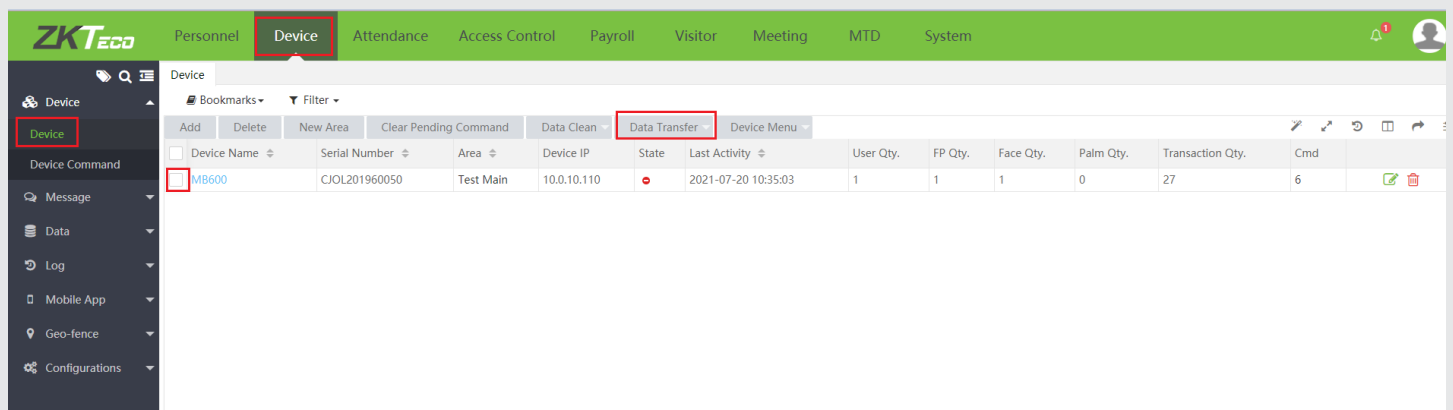 ZKTeco Personnel Device Attendance Access Control Payroll Visitor Meeting MTD System 1
Device
Device
Bookmarks Filter
Device
Add Delete New Area Clear Pending Command Data Clean Data Transfer Device Menu
Device Command
Device Name Serial Number Area Device IP State Last Activity User Qty. FP Qty. Face Qty. Palm Qty. Transaction Qty. Cmd
MB600 CJOL201960050 Test Main 10.0.10.110 2021-07-20 10:35:03 1 1 1 0 27 6
Message
Data
Log
Mobile App
Geo-fence
Configurations